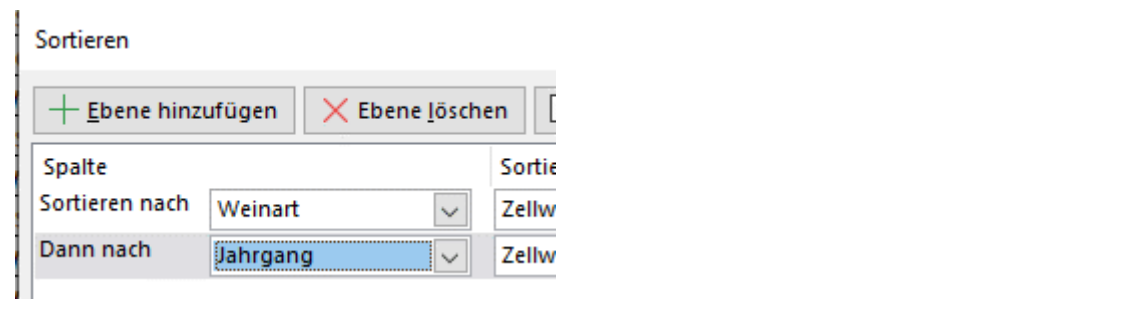 Sortieren
Ebene hinzufügen Ebene löschen
Spalte
Sortieren nach Weinart
Dann nach Jahrgang